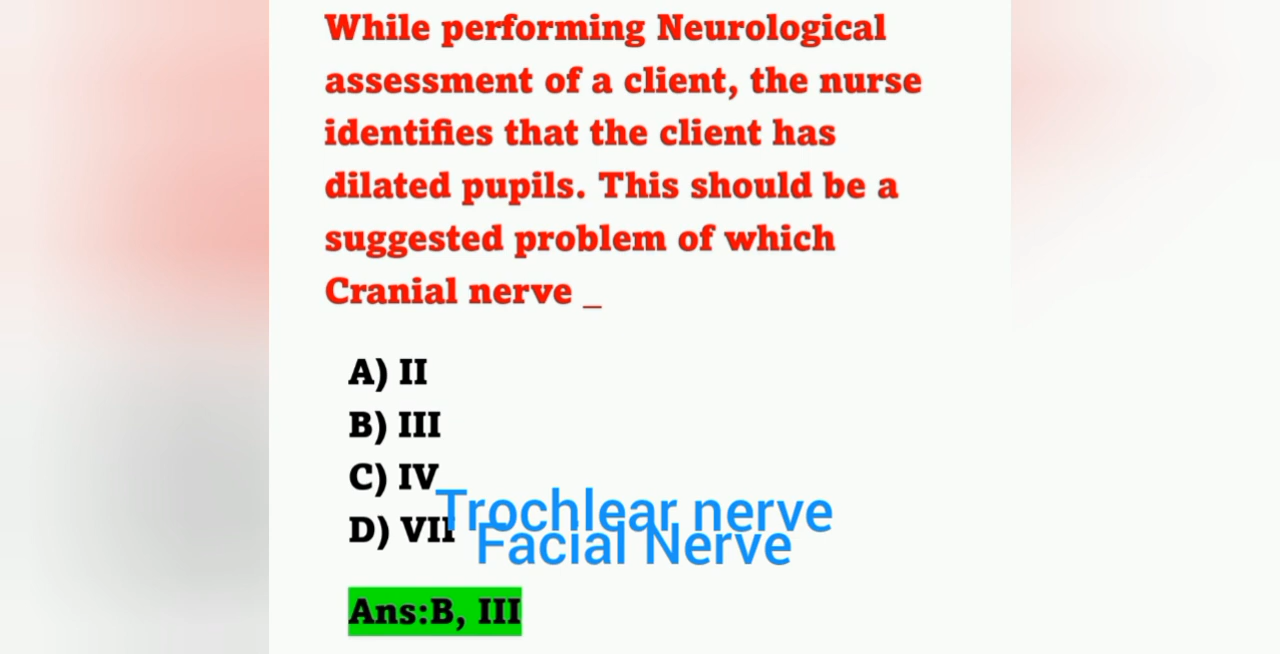 While performing Neurological
assessment of a client, the nurse
identifies that the client has
dilated pupils. This should be a
suggested problem of which
Cranial nerve _
A) II
B) III
C) IV
Trochlear nerve
D) VII
Facial Nerve
Ans:B, III